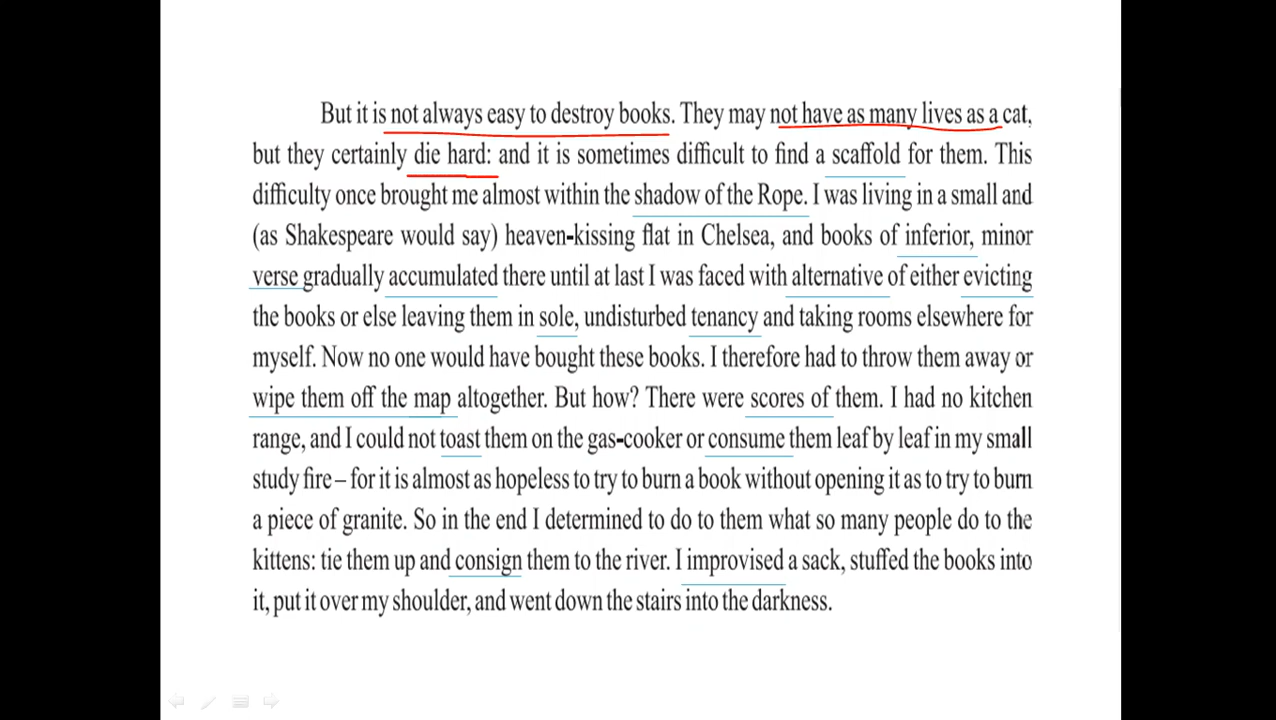 But it is not always easy to destroy books. They may not have as many lives as a cat,
but they certainly die hard: and it is sometimes difficult to find a scaffold for them. This
difficulty once brought me almost within the shadow of the Rope. I was living in a small and
(as Shakespeare would say) heaven-kissing flat in Chelsea, and books of inferior, minor
verse gradually accumulated there until at last I was faced with alternative of either evicting
the books or else leaving them in sole, undisturbed tenancy and taking rooms elsewhere for
myself. Now no one would have bought these books. I therefore had to throw them away or
wipe them off the map altogether. But how? There were scores of them. I had no kitchen
range, and I could not toast them on the gas-cooker or consume them leaf by leaf in my small
study fire – for it is almost as hopeless to try to burn a book without opening it as to try to burn
a piece of granite. So in the end I determined to do to them what so many people do to the
kittens: tie them up and consign them to the river. I improvised a sack, stuffed the books into
it, put it over my shoulder, and went down the stairs into the darkness.